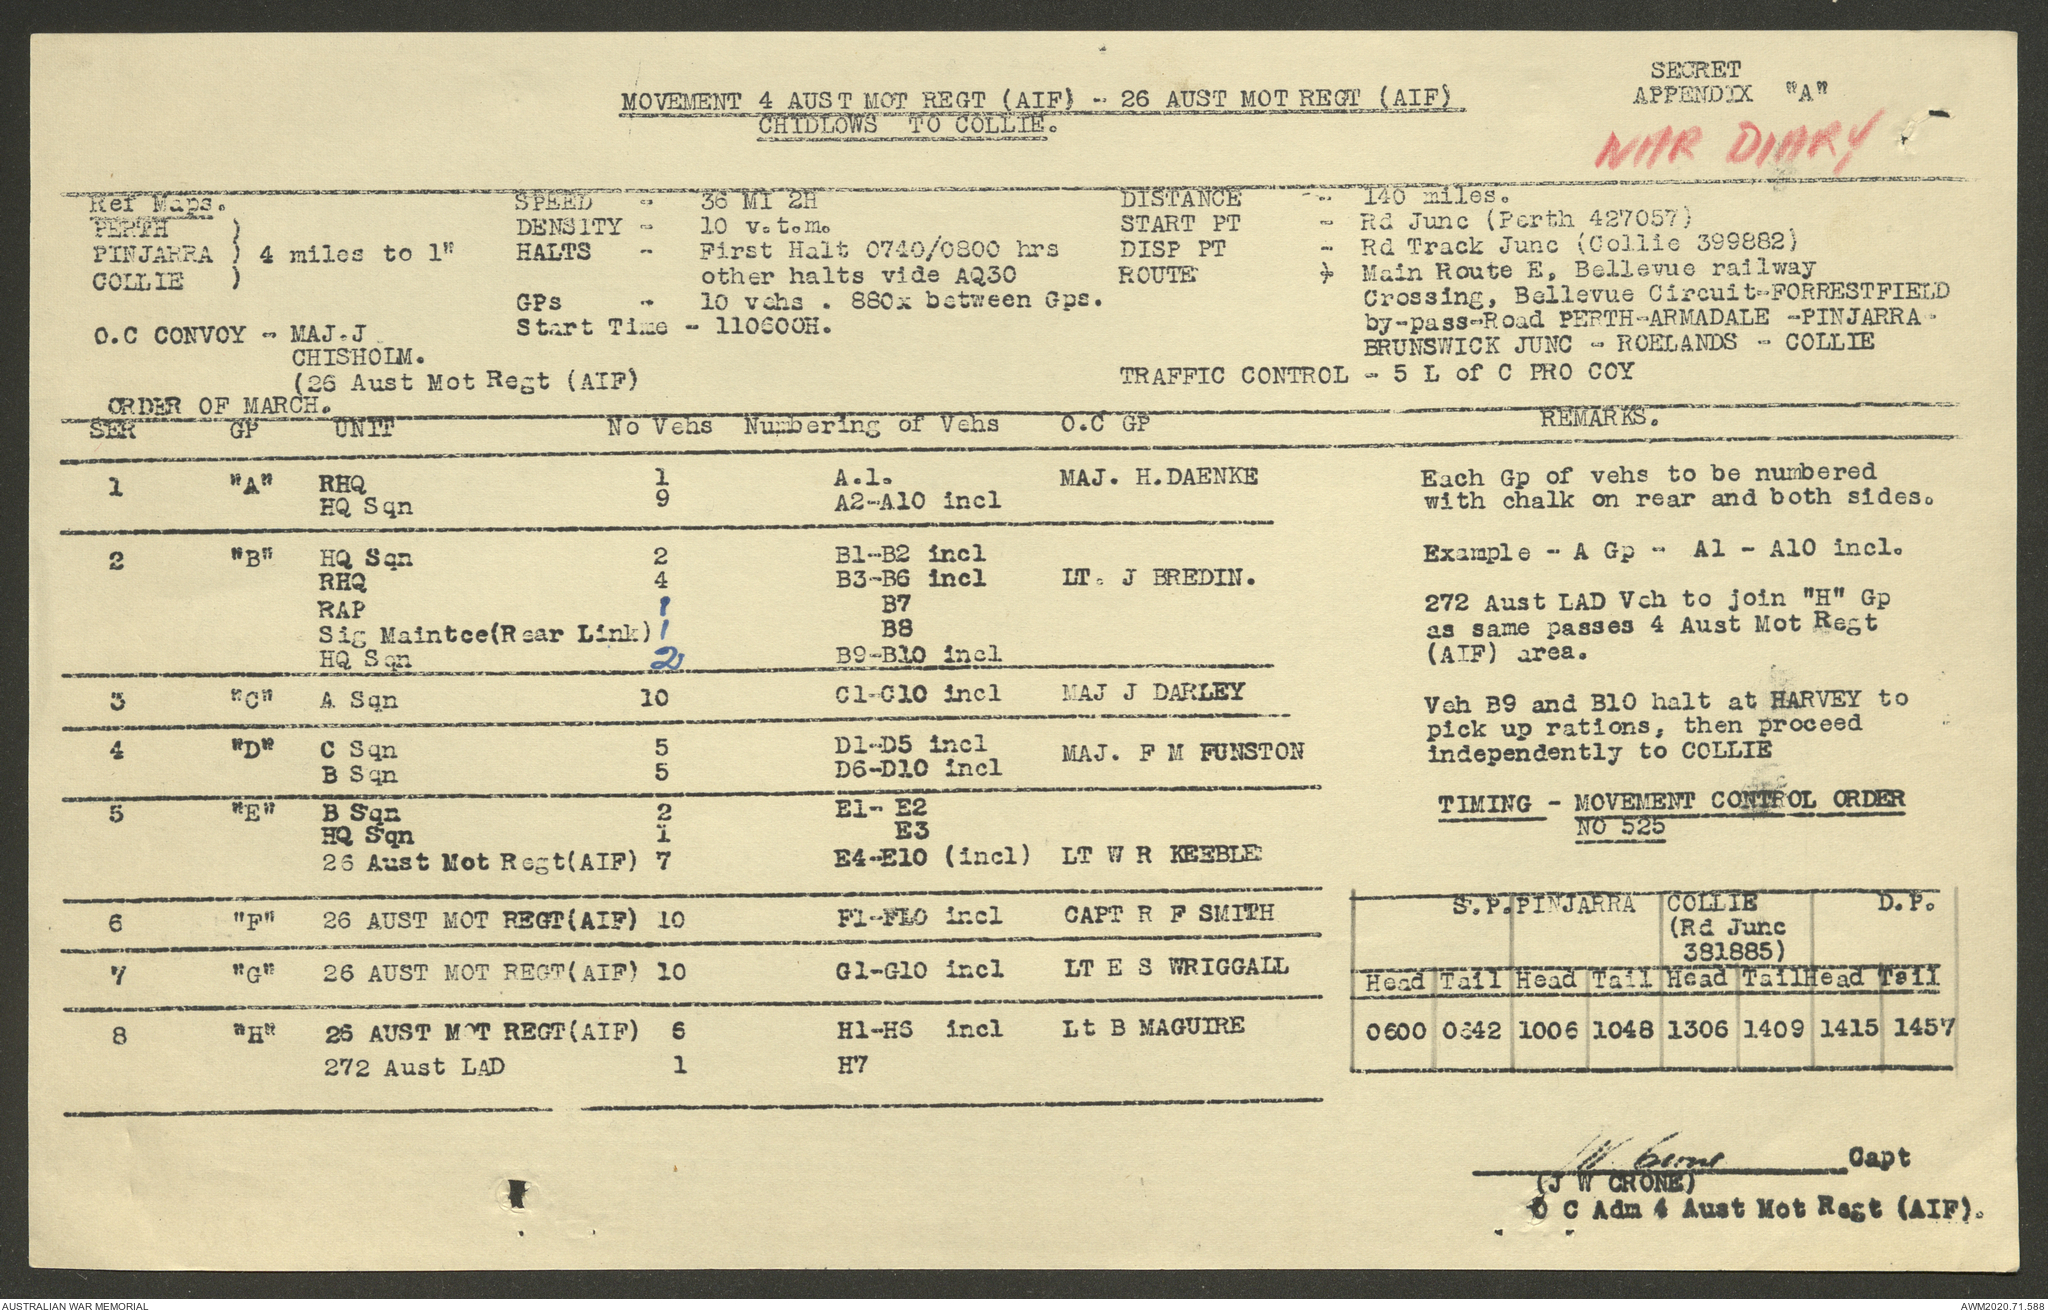 SECRET
APPENDIX "A"
WAR DIARY
MOVEMENT 4 AUST MOT REGT (AIF) - 26 AUST MOT REGT (AIF)
CHIDLOWS TO COLLIE.
Ref Maps.
PERTH )
PINJARRA ) 4 miles to 1"
COLLIE )
O.C CONVOY - MAJ.J
CHISHOLM.
(26 Aust Mot Regt (AIF)
SPEED - 36 MI 2H
DENSITY - 10 v.t.m.
HALTS - First Halt 0740/0800 hrs
other halts vide AQ30
GPs - 10 vehs . 880x between Gps.
Start Time - 110600H.
DISTANCE - 140 miles.
START PT - Rd Junc (Perth 427057)
DISP PT - Rd Track Junc (Collie 399882)
ROUTE - Main Route E, Bellevue railway
Crossing, Bellevue Circuit-FORRESTFIELD
by-pass-Road PERTH-ARMADALE -PINJARRA-
BRUNSWICK JUNC - ROELANDS - COLLIE
TRAFFIC CONTROL - 5 L of C PRO COY
ORDER OF MARCH.
SER GP UNIT No Vehs Numbering of Vehs O.C GP REMARKS.
1 "A" RHQ 1 A.1. MAJ. H.DAENKE
HQ Sqn 9 A2-A10 incl
2 "B" HQ Sqn 2 B1-B2 incl
RHQ 4 B3-B6 incl LT. J BREDIN.
RAP 1 B7
Sig Maintce(Rear Link) 1 B8
HQ Sqn 2 B9-B10 incl
3 "C" A Sqn 10 C1-C10 incl MAJ J DARLEY
4 "D" C Sqn 5 D1-D5 incl MAJ. F M FUNSTON
B Sqn 5 D6-D10 incl
5 "E" B Sqn 2 E1- E2
HQ Sqn 1 E3
26 Aust Mot Regt(AIF) 7 E4-E10 (incl) LT W R KEEBLE
6 "F" 26 AUST MOT REGT(AIF) 10 F1-F10 incl CAPT R F SMITH
7 "G" 26 AUST MOT REGT(AIF) 10 G1-G10 incl LT E S WRIGGALL
8 "H" 26 AUST MOT REGT(AIF) 6 H1-H6 incl Lt B MAGUIRE
272 Aust LAD 1 H7
Each Gp of vehs to be numbered
with chalk on rear and both sides.
Example - A Gp - A1 - A10 incl.
272 Aust LAD Veh to join "H" Gp
as same passes 4 Aust Mot Regt
(AIF) area.
Veh B9 and B10 halt at HARVEY to
pick up rations, then proceed
independently to COLLIE
TIMING - MOVEMENT CONTROL ORDER
NO 525
S.P. PINJARRA COLLIE D.P.
(Rd Junc
381885)
Head Tail Head Tail Head Tail Head Tail
0600 0642 1006 1048 1306 1409 1415 1457
W Crone Capt
(J W CRONE)
O C Adm 4 Aust Mot Regt (AIF).
AUSTRALIAN WAR MEMORIAL
AWM2020.71.588